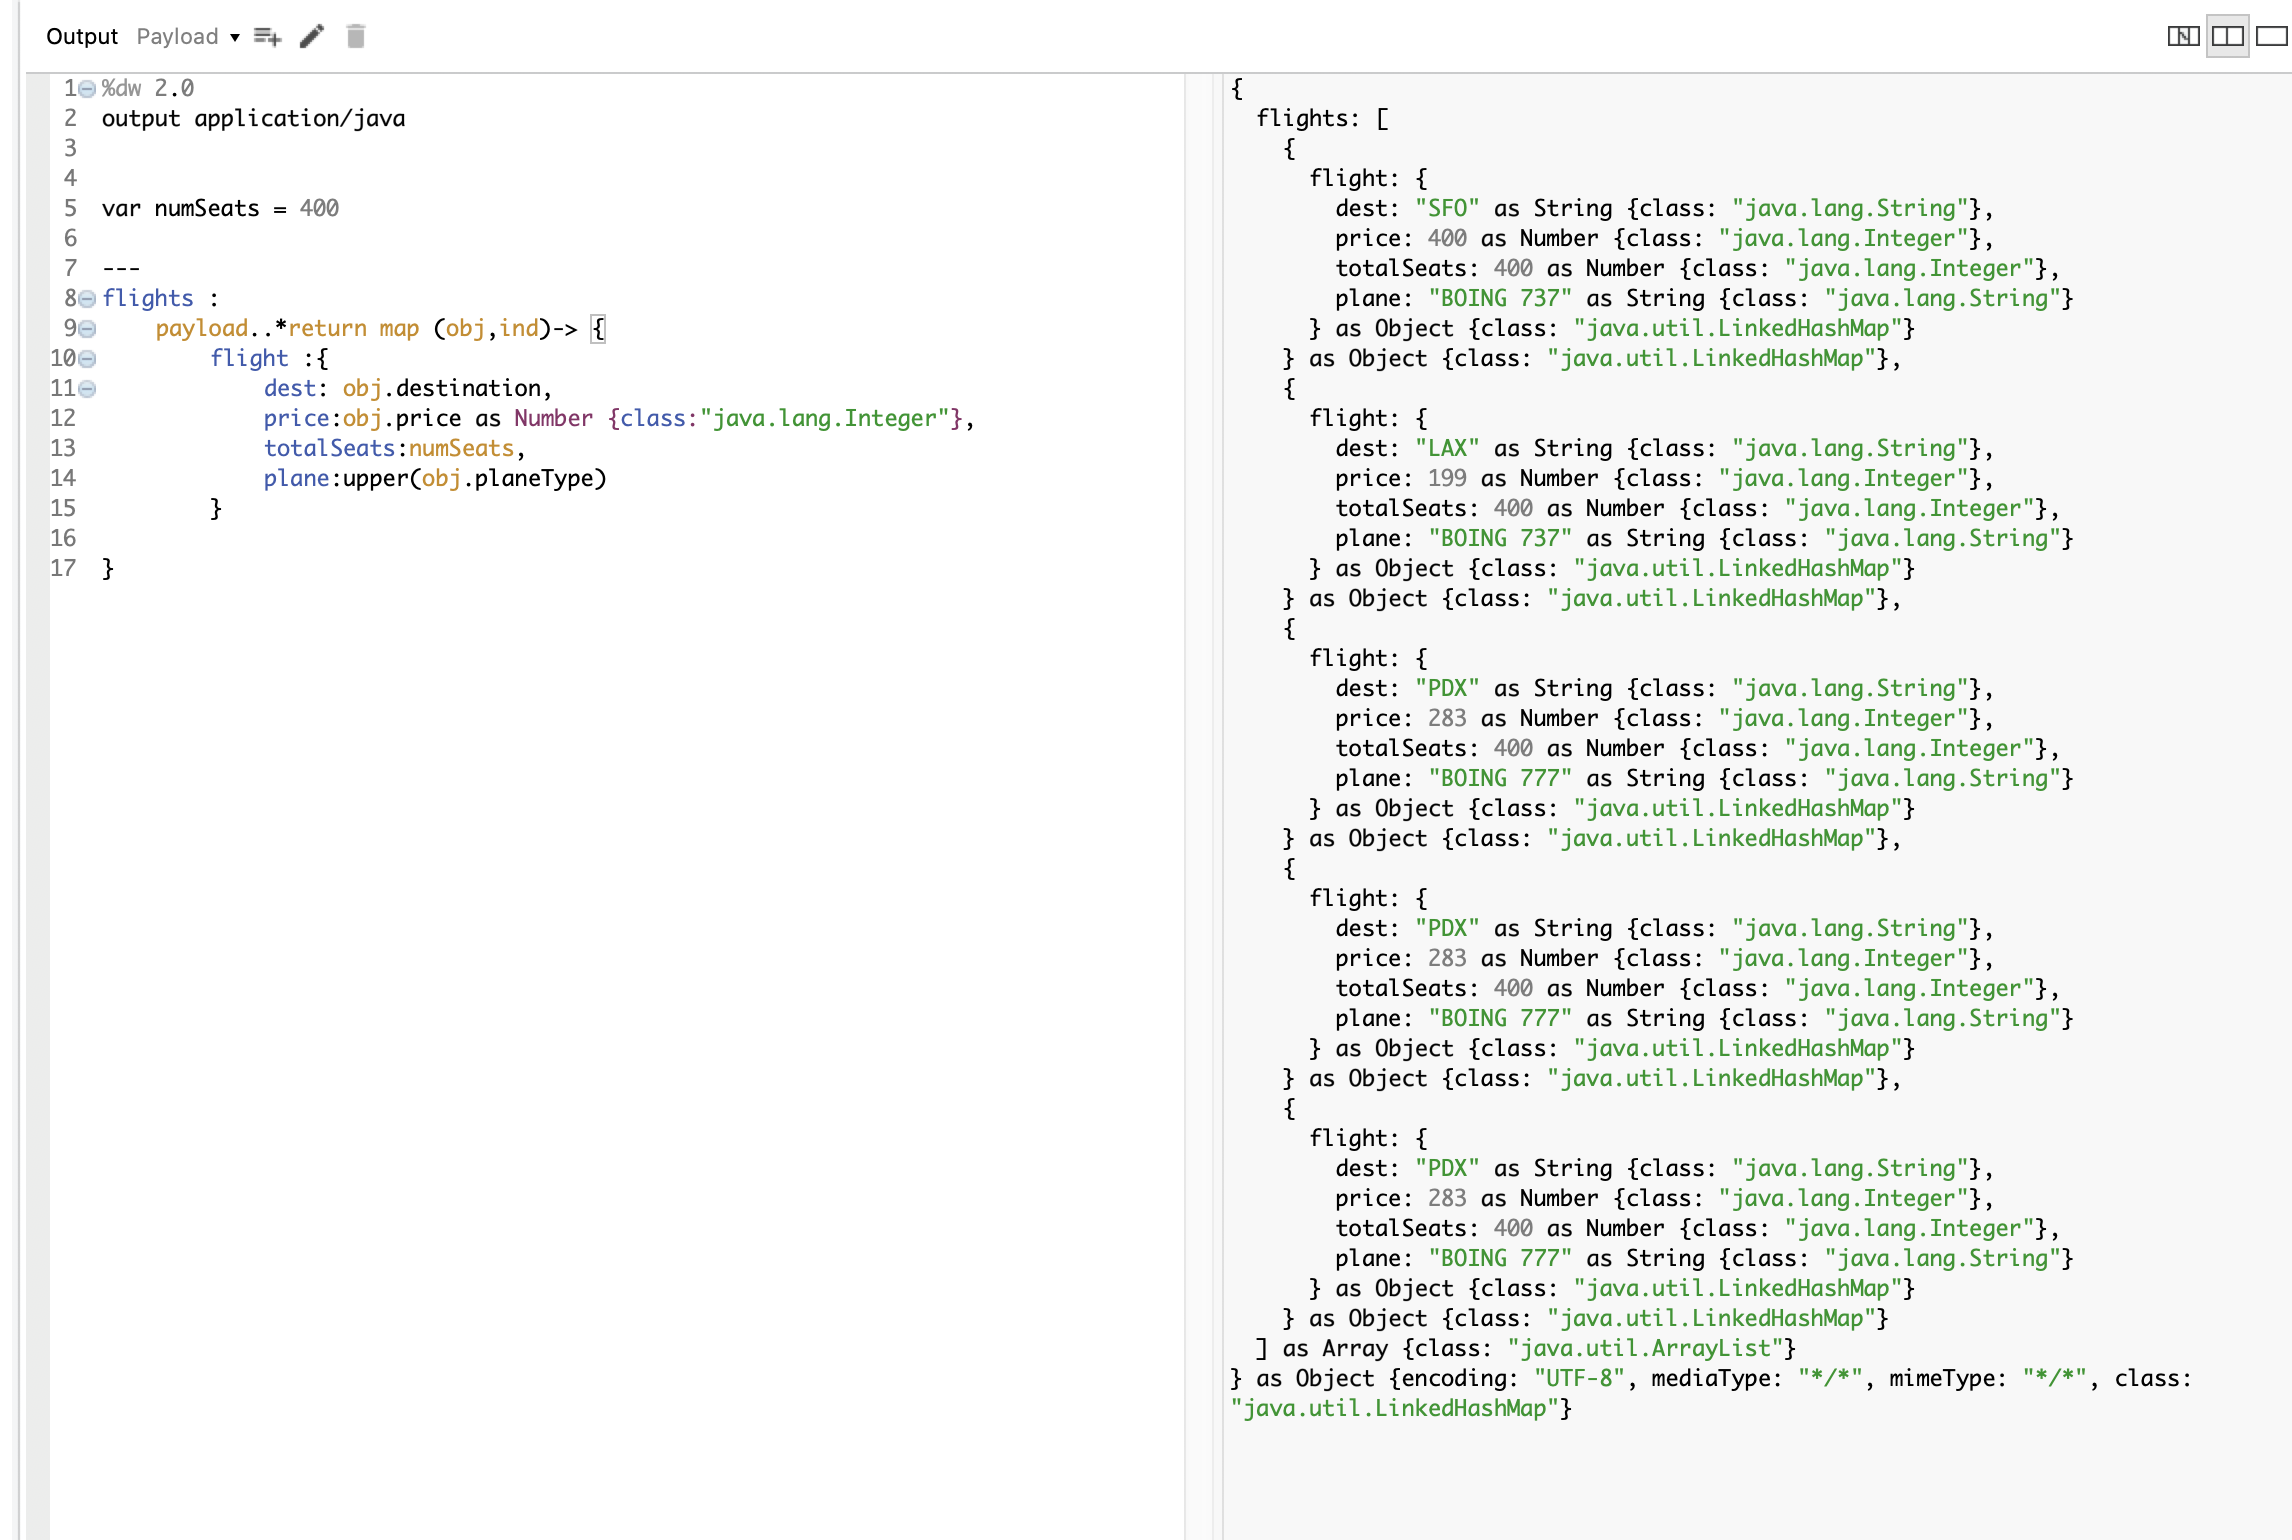 Output Payload
1 %dw 2.0
2 output application/java
3
4
5 var numSeats = 400
6
7 ---
8 flights :
9     payload..*return map (obj,ind)-> {
10         flight :{
11             dest: obj.destination,
12             price:obj.price as Number {class:"java.lang.Integer"},
13             totalSeats:numSeats,
14             plane:upper(obj.planeType)
15         }
16
17 }
{
  flights: [
    {
      flight: {
        dest: "SFO" as String {class: "java.lang.String"},
        price: 400 as Number {class: "java.lang.Integer"},
        totalSeats: 400 as Number {class: "java.lang.Integer"},
        plane: "BOING 737" as String {class: "java.lang.String"}
      } as Object {class: "java.util.LinkedHashMap"}
    } as Object {class: "java.util.LinkedHashMap"},
    {
      flight: {
        dest: "LAX" as String {class: "java.lang.String"},
        price: 199 as Number {class: "java.lang.Integer"},
        totalSeats: 400 as Number {class: "java.lang.Integer"},
        plane: "BOING 737" as String {class: "java.lang.String"}
      } as Object {class: "java.util.LinkedHashMap"}
    } as Object {class: "java.util.LinkedHashMap"},
    {
      flight: {
        dest: "PDX" as String {class: "java.lang.String"},
        price: 283 as Number {class: "java.lang.Integer"},
        totalSeats: 400 as Number {class: "java.lang.Integer"},
        plane: "BOING 777" as String {class: "java.lang.String"}
      } as Object {class: "java.util.LinkedHashMap"}
    } as Object {class: "java.util.LinkedHashMap"},
    {
      flight: {
        dest: "PDX" as String {class: "java.lang.String"},
        price: 283 as Number {class: "java.lang.Integer"},
        totalSeats: 400 as Number {class: "java.lang.Integer"},
        plane: "BOING 777" as String {class: "java.lang.String"}
      } as Object {class: "java.util.LinkedHashMap"}
    } as Object {class: "java.util.LinkedHashMap"},
    {
      flight: {
        dest: "PDX" as String {class: "java.lang.String"},
        price: 283 as Number {class: "java.lang.Integer"},
        totalSeats: 400 as Number {class: "java.lang.Integer"},
        plane: "BOING 777" as String {class: "java.lang.String"}
      } as Object {class: "java.util.LinkedHashMap"}
    } as Object {class: "java.util.LinkedHashMap"}
  ] as Array {class: "java.util.ArrayList"}
} as Object {encoding: "UTF-8", mediaType: "*/*", mimeType: "*/*", class:
"java.util.LinkedHashMap"}